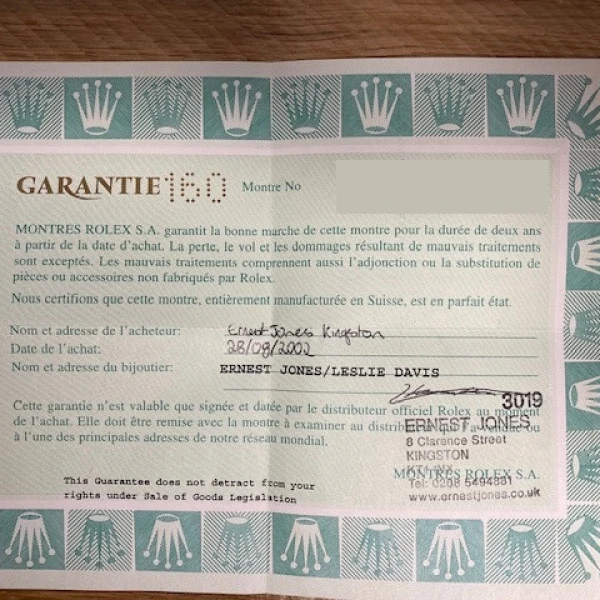 GARANTIE 160 Montre No
MONTRES ROLEX S.A. garantit la bonne marche de cette montre pour la durée de deux ans
à partir de la date d'achat. La perte, le vol et les dommages résultant de mauvais traitements
sont exceptés. Les mauvais traitements comprennent aussi l'adjonction ou la substitution de
pièces ou accessoires non fabriqués par Rolex.
Nous certifions que cette montre, entièrement manufacturée en Suisse, est en parfait état.
Nom et adresse de l'acheteur: Ernest Jones Kingston
Date de l'achat: 28/09/2002
Nom et adresse du bijoutier: ERNEST JONES/LESLIE DAVIS
3019
Cette garantie n'est valable que signée et datée par le distributeur officiel Rolex au moment
de l'achat. Elle doit être remise avec la montre à examiner au
à l'une des principales adresses de notre réseau mondial.
ERNEST JONES
8 Clarence Street
KINGSTON
MONTRES ROLEX S.A.
Tel: 0208 5494881
www.ernestjones.co.uk
This Guarantee does not detract from your
rights under Sale of Goods Legislation